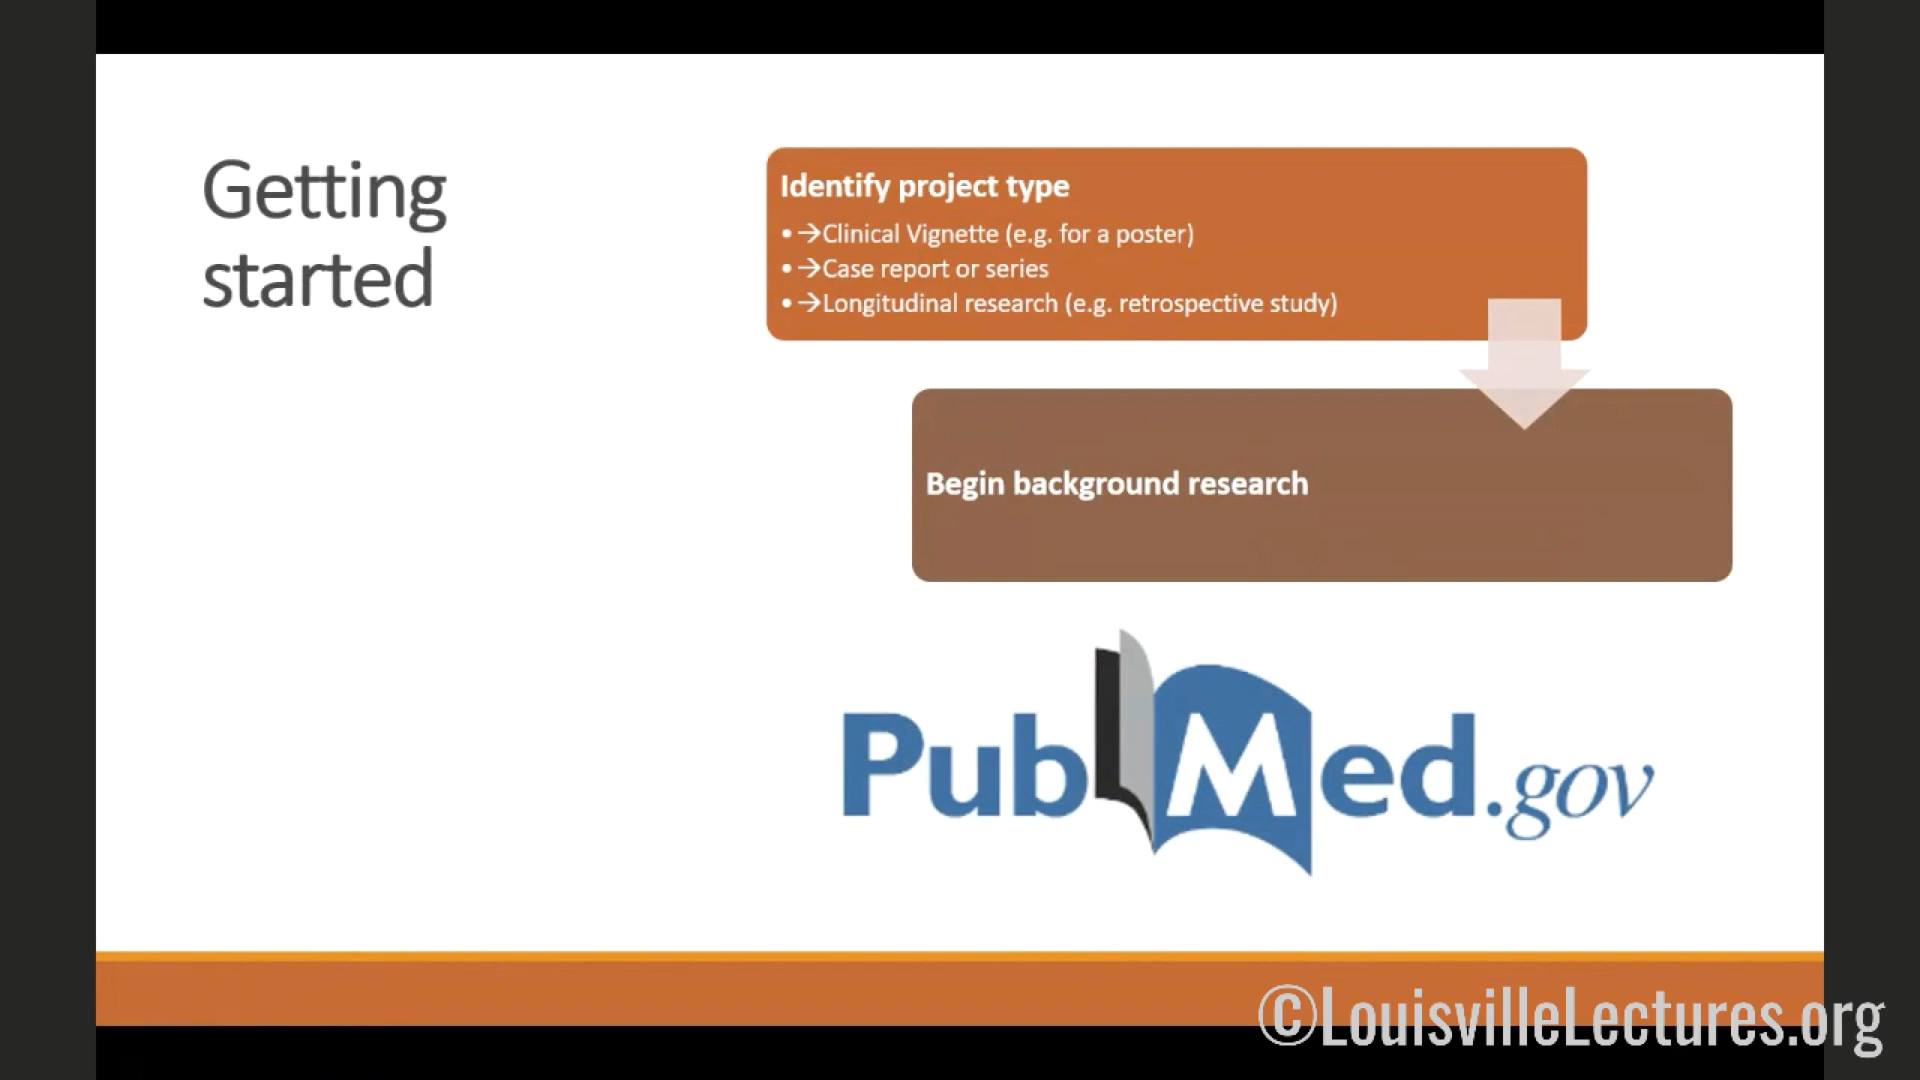 Getting
started
Identify project type
• →Clinical Vignette (e.g. for a poster)
• →Case report or series
• →Longitudinal research (e.g. retrospective study)
Begin background research
PubMed.gov
©LouisvilleLectures.org